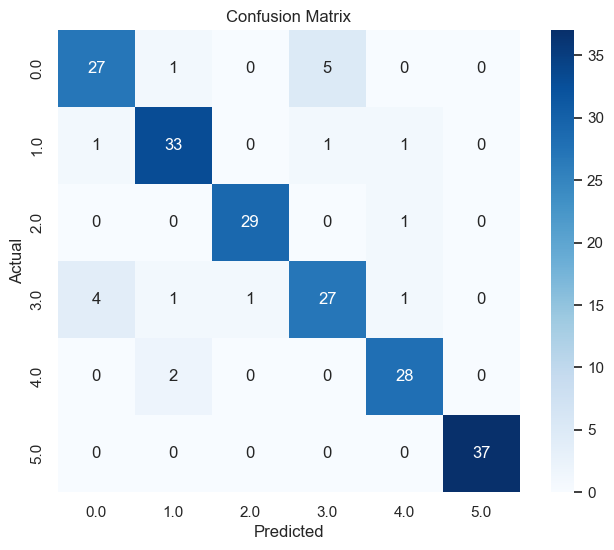 Confusion Matrix
0.0 27 1 0 5 0 0
1.0 1 33 0 1 1 0
2.0 0 0 29 0 1 0
3.0 4 1 1 27 1 0
4.0 0 2 0 0 28 0
5.0 0 0 0 0 0 37
Actual
0.0 1.0 2.0 3.0 4.0 5.0
Predicted
35
30
25
20
15
10
5
0